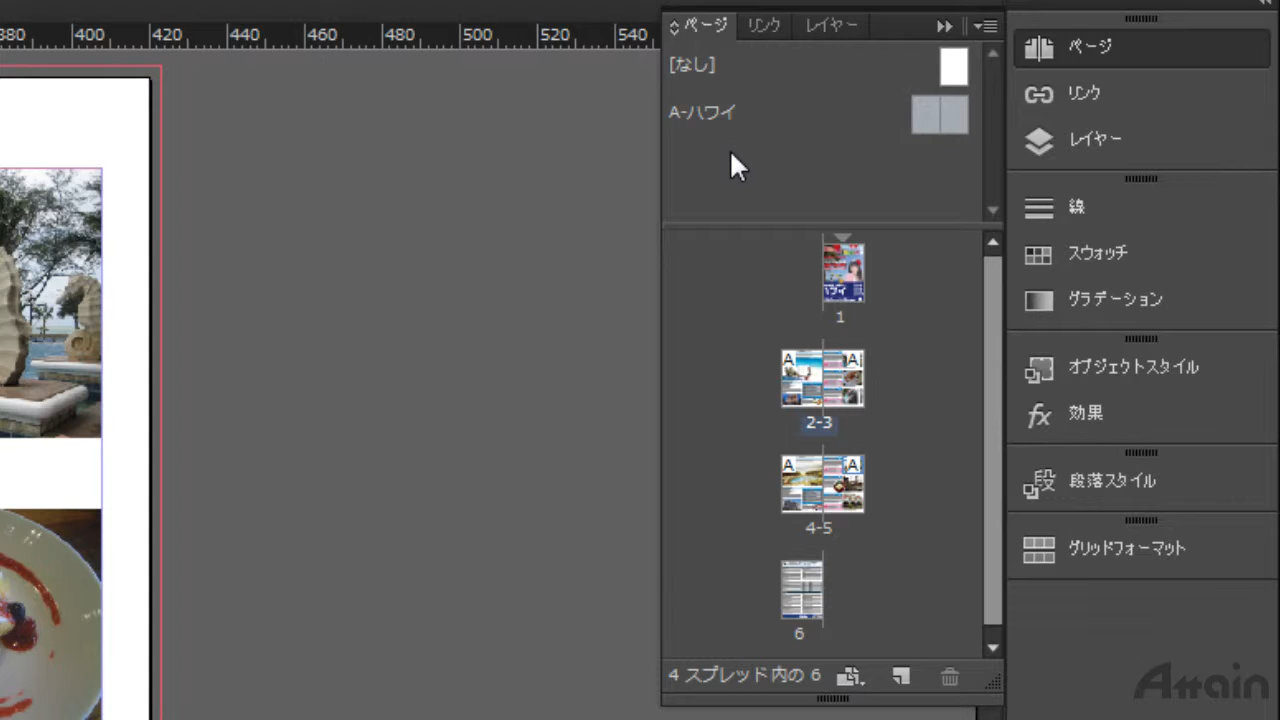 380 400 420 440 460 480 500 520 540
ページ リンク レイヤー
[なし]
A-ハワイ
1
A A
2-3
A A
4-5
6
4 スプレッド内の 6
ページ
リンク
レイヤー
線
スウォッチ
グラデーション
オブジェクトスタイル
fx 効果
段 段落スタイル
グリッドフォーマット
Attain